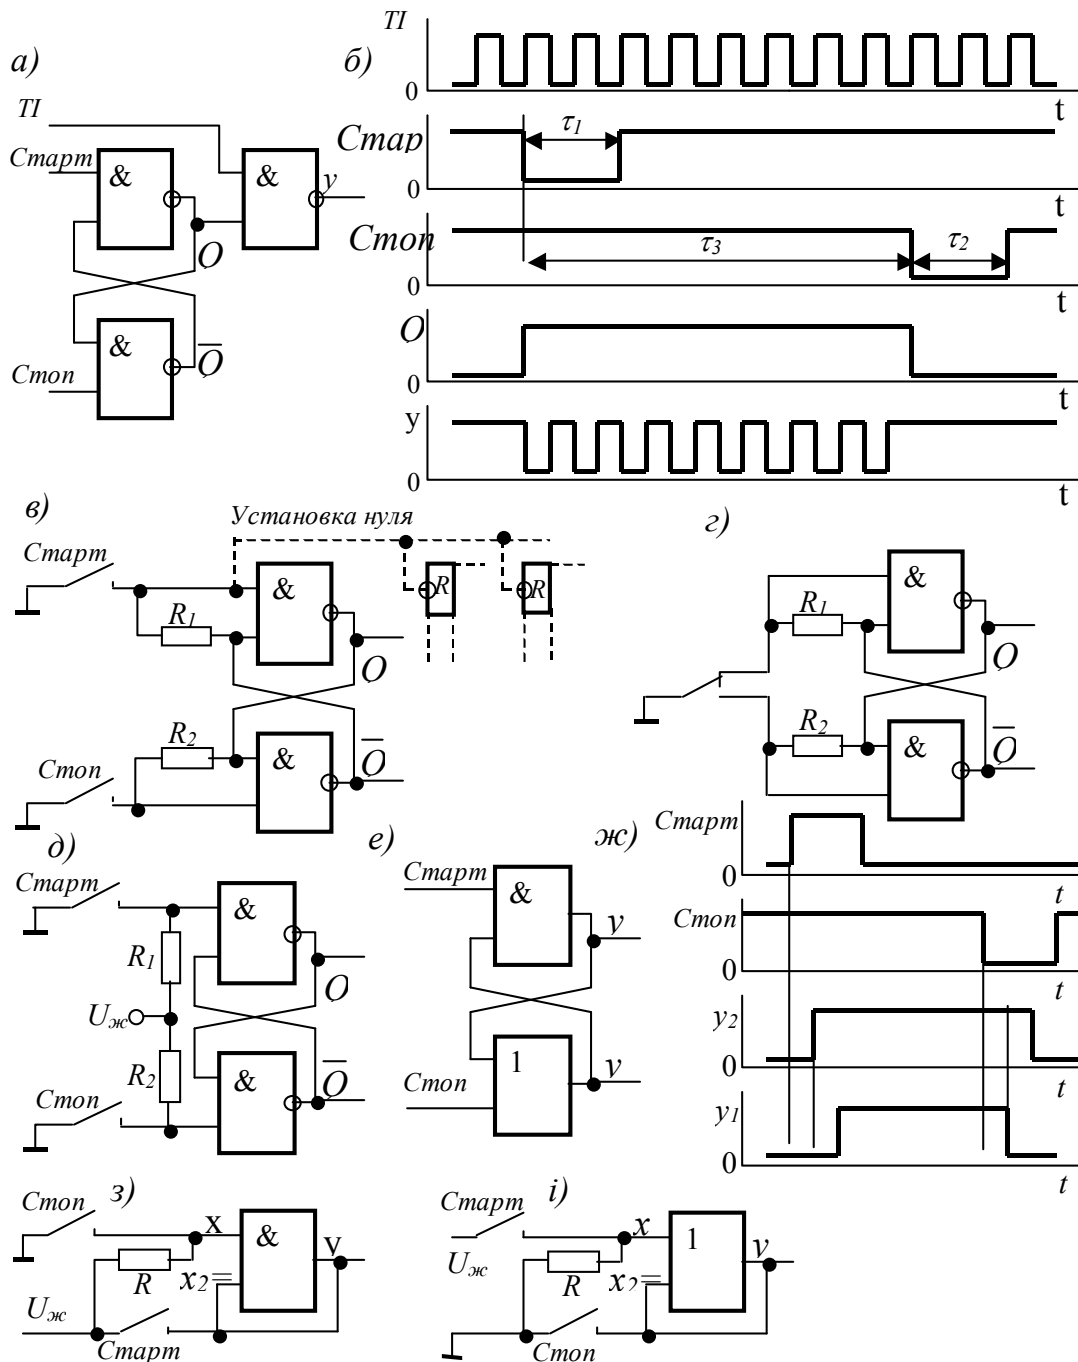 а)
TI
Старт
&
&
y
Q
&
Q
Стоп
б)
TI
0
t
Стар
τ1
0
t
Стоп
τ3
τ2
0
t
Q
0
t
y
0
t
в)
Установка нуля
Старт
&
R
R
R1
Q
R2
&
Q
Стоп
г)
&
R1
Q
R2
&
Q
д)
Старт
&
R1
Q
Uж
R2
&
Q
Стоп
е)
Старт
&
v
1
v
Стоп
ж)
Старт
0
t
Стоп
0
t
y2
0
t
y1
0
t
з)
Стоп
x
&
v
R
x2=
Uж
Старт
і)
Старт
x
1
v
Uж
R
x2=
Стоп